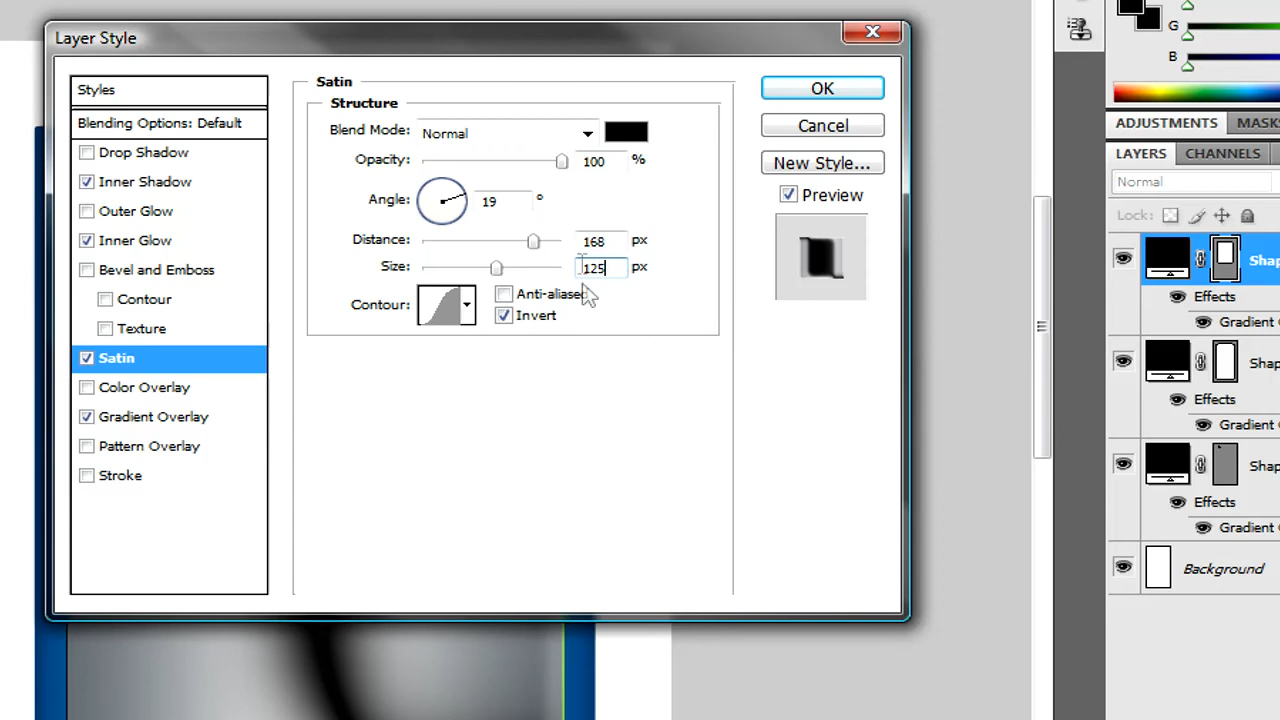 Layer Style
Styles
Blending Options: Default
Drop Shadow
Inner Shadow
Outer Glow
Inner Glow
Bevel and Emboss
Contour
Texture
Satin
Color Overlay
Gradient Overlay
Pattern Overlay
Stroke
Satin
Structure
Blend Mode: Normal
Opacity: 100 %
Angle: 19 °
Distance: 168 px
Size: 125 px
Contour:
Anti-aliased
Invert
OK
Cancel
New Style...
Preview
G
B
ADJUSTMENTS MASKS
LAYERS CHANNELS
Normal
Lock:
Shap
Effects
Gradient
Shap
Effects
Gradient
Shap
Effects
Gradient
Background